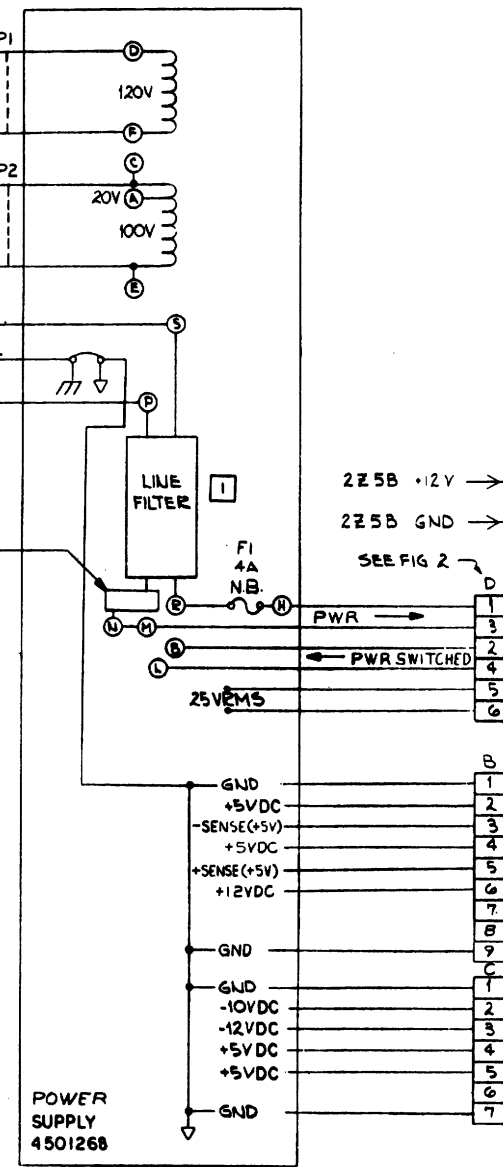 P1
D
120V
F
P2
C
20V A
100V
E
S
P
LINE
FILTER
1
2Z5B +12V
2Z5B GND
SEE FIG 2
F1
4A
N.B.
D
R
H
1
PWR
N M
3
B
2
PWR SWITCHED
L
4
25VRMS
5
6
B
GND 1
+5VDC 2
-SENSE(+5V) 3
+5VDC 4
+SENSE(+5V) 5
+12VDC 6
7
8
GND 9
C
GND 1
-10VDC 2
-12VDC 3
+5VDC 4
+5VDC 5
6
GND 7
POWER
SUPPLY
4501268